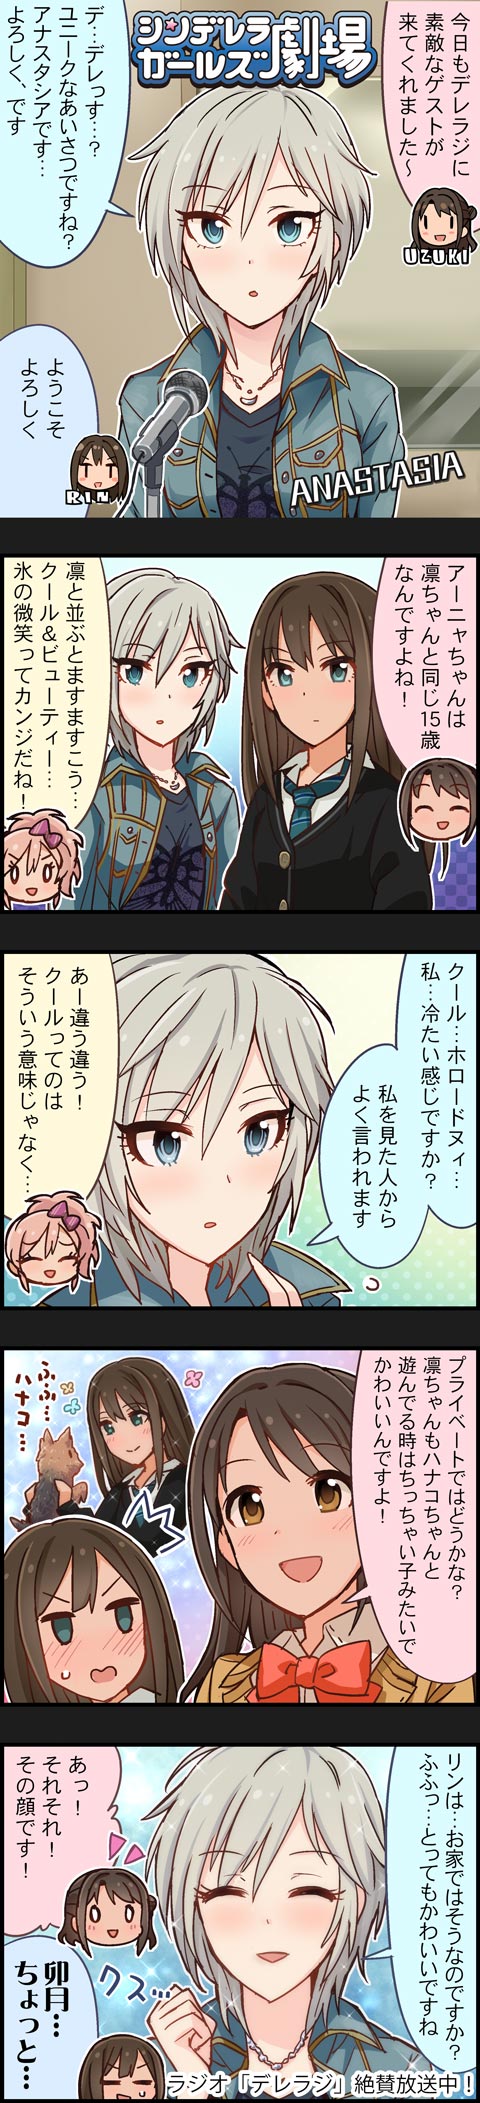 シンデレラ
ガールズ劇場
今日もデレラジに
素敵なゲストが
来てくれました～
UZUKI
デ…デレっす…？
ユニークなあいさつですね？
アナスタシアです…
よろしく、です
ようこそ
よろしく
RIN
ANASTASIA
アーニャちゃんは
凛ちゃんと同じ15歳
なんですよね！
凛と並ぶとますますこう…
クール＆ビューティー…
氷の微笑ってカンジだね！
クール…ホロードヌィ…
私…冷たい感じですか？
私を見た人から
よく言われます
あー違う違う！
クールってのは
そういう意味じゃなく…
プライベートではどうかな？
凛ちゃんもハナコちゃんと
遊んでる時はちっちゃい子みたいで
かわいいんですよ！
ふふ…
ハナコ…
リンは…お家ではそうなのですか？
ふふっ…とってもかわいいですね
あっ！
それそれ！
その顔です！
クスッ…
卯月…
ちょっと…
ラジオ「デレラジ」絶賛放送中！